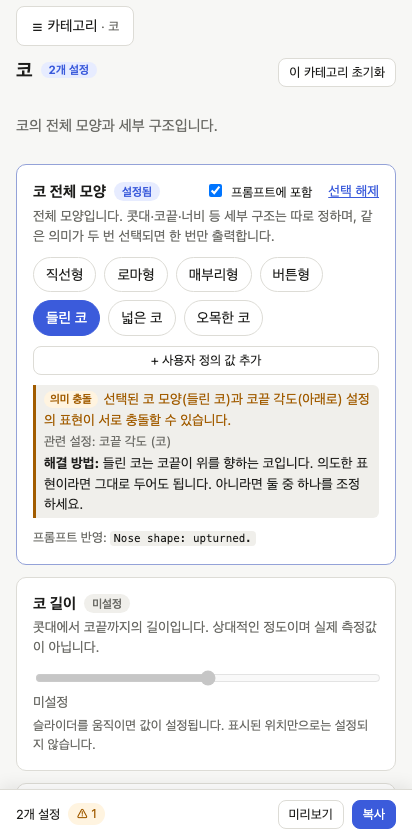 ≡ 카테고리 · 코
코 2개 설정 이 카테고리 초기화
코의 전체 모양과 세부 구조입니다.
코 전체 모양 설정됨 프롬프트에 포함 선택 해제
전체 모양입니다. 콧대·코끝·너비 등 세부 구조는 따로 정하며, 같
은 의미가 두 번 선택되면 한 번만 출력합니다.
직선형 로마형 매부리형 버튼형
들린 코 넓은 코 오목한 코
+ 사용자 정의 값 추가
의미 충돌 선택된 코 모양(들린 코)과 코끝 각도(아래로) 설정
의 표현이 서로 충돌할 수 있습니다.
관련 설정: 코끝 각도 (코)
해결 방법: 들린 코는 코끝이 위를 향하는 코입니다. 의도한 표
현이라면 그대로 두어도 됩니다. 아니라면 둘 중 하나를 조정
하세요.
프롬프트 반영: Nose shape: upturned.
코 길이 미설정
콧대에서 코끝까지의 길이입니다. 상대적인 정도이며 실제 측정값
이 아닙니다.
미설정
슬라이더를 움직이면 값이 설정됩니다. 표시된 위치만으로는 설정되
지 않습니다.
2개 설정 ⚠ 1 미리보기 복사